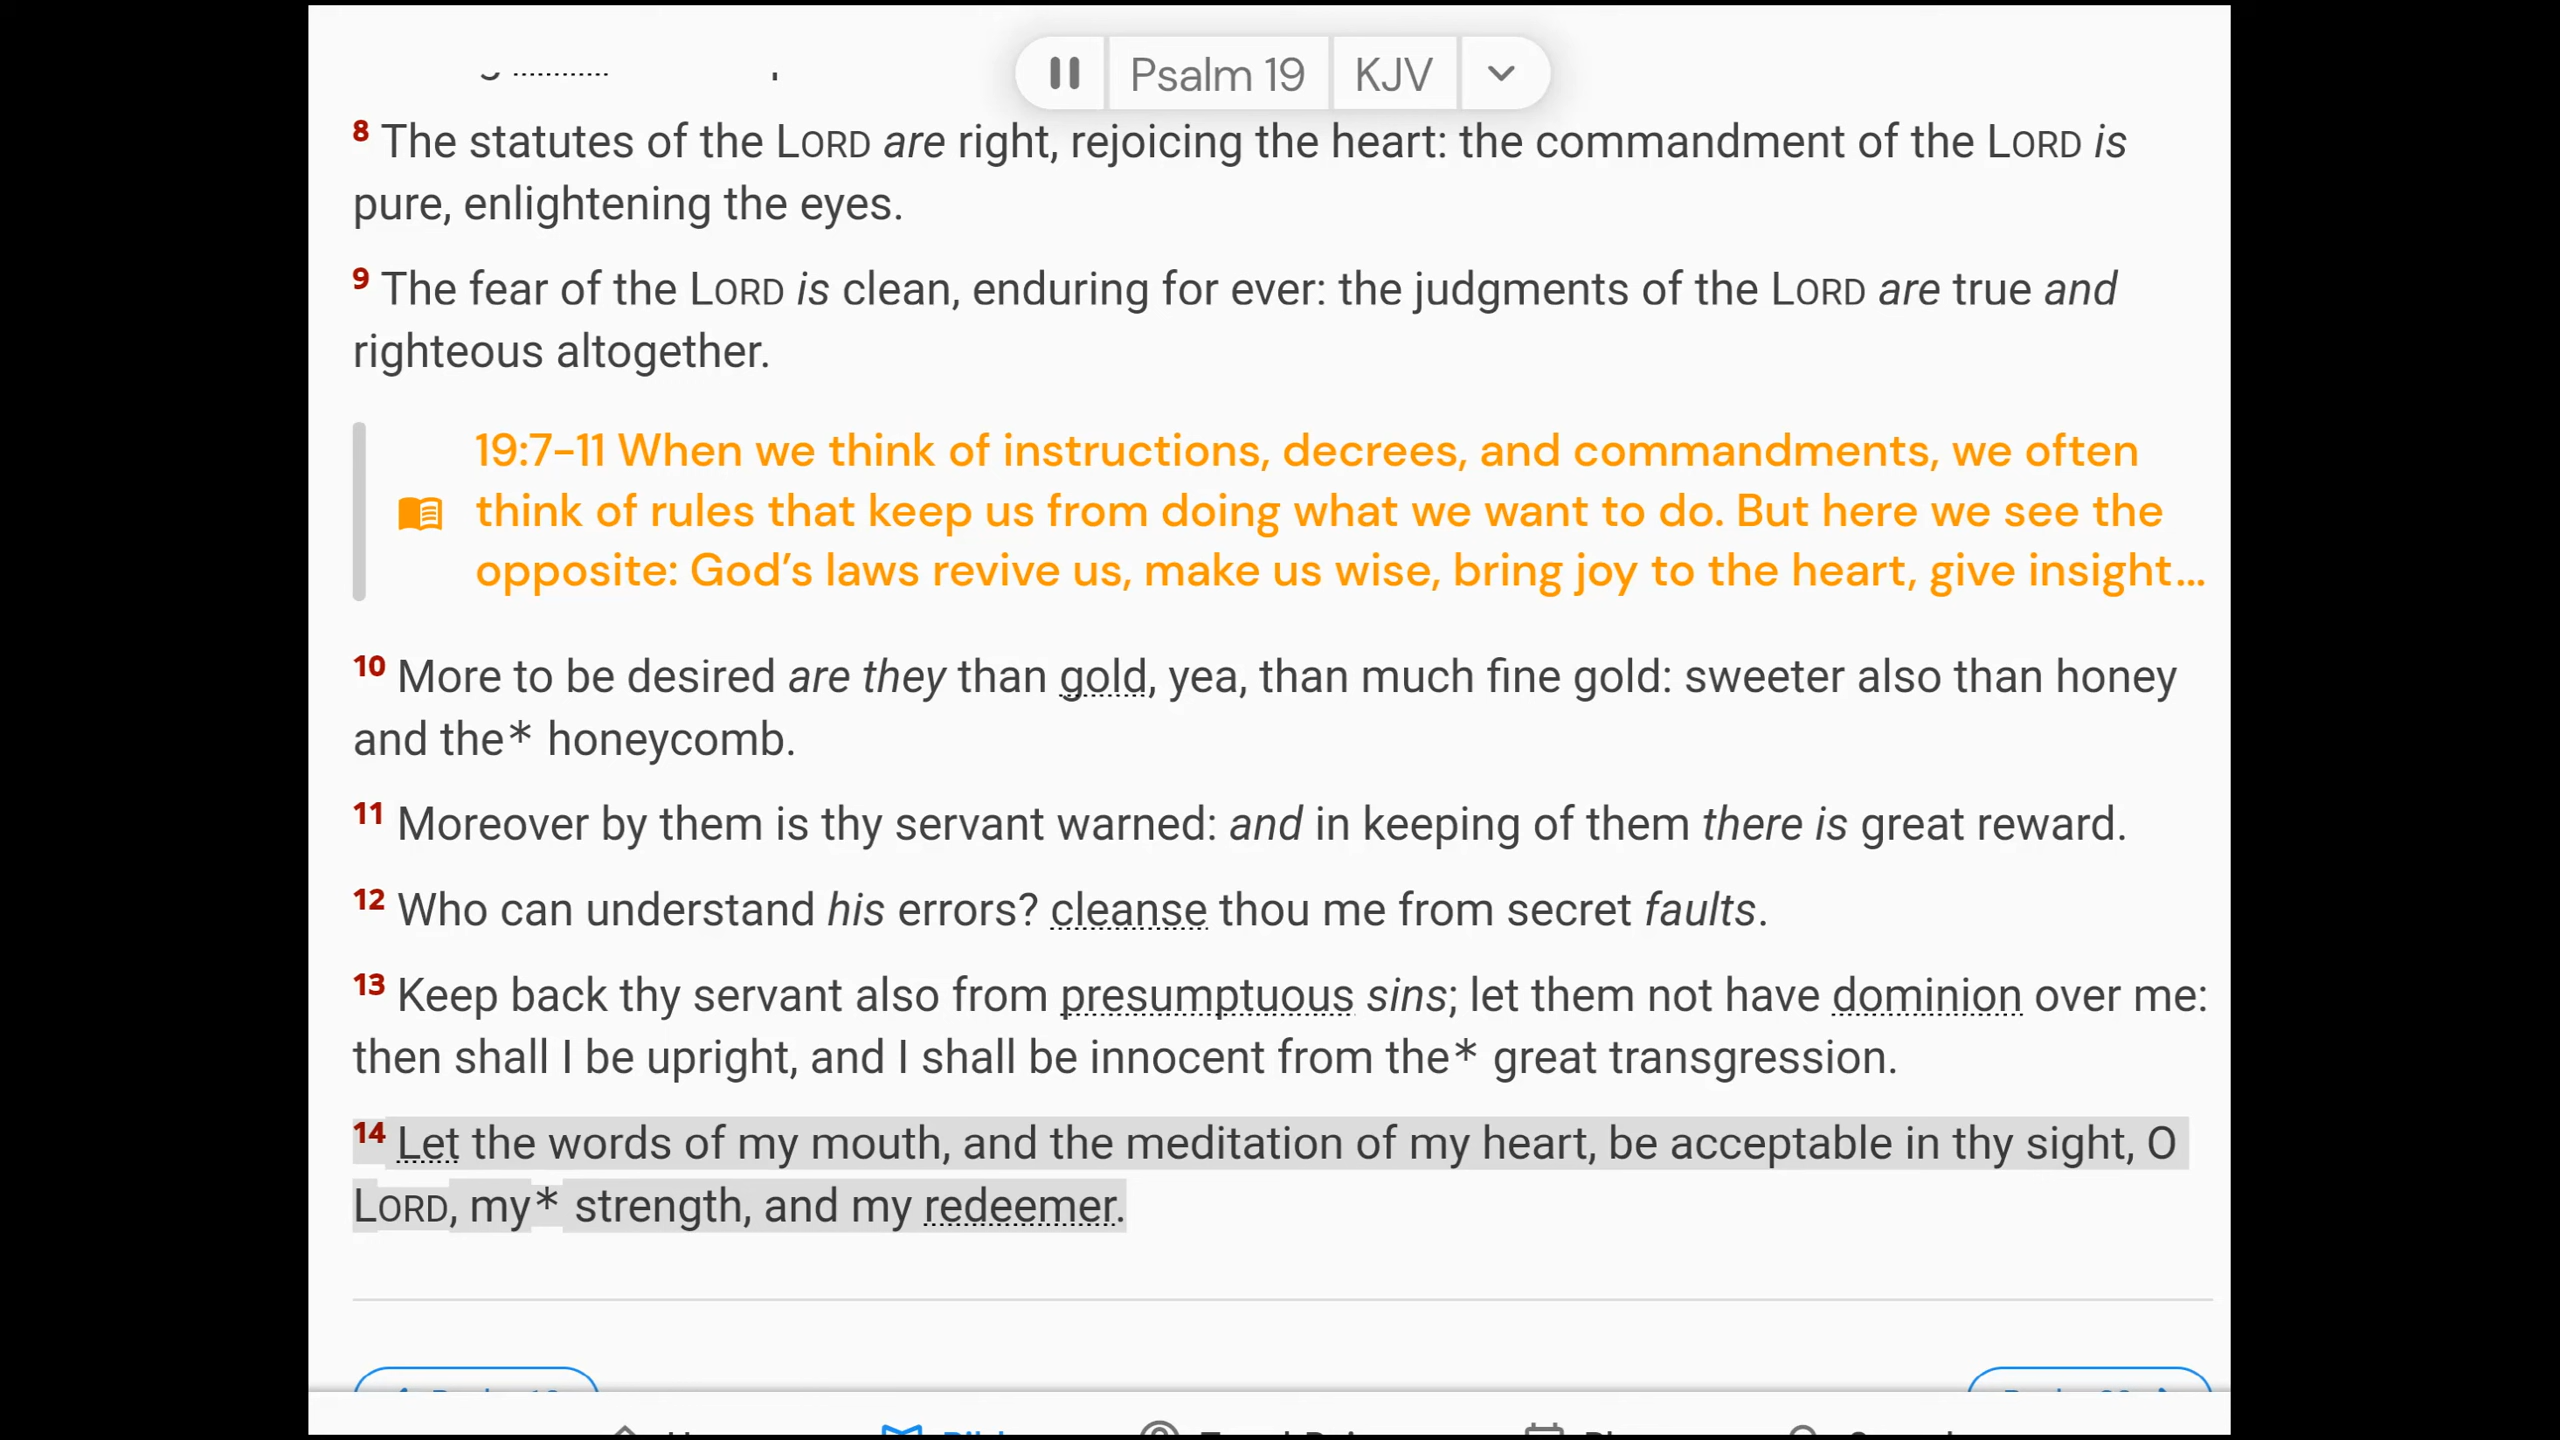 Psalm 19 KJV
8 The statutes of the LORD are right, rejoicing the heart: the commandment of the LORD is
pure, enlightening the eyes.
9 The fear of the LORD is clean, enduring for ever: the judgments of the LORD are true and
righteous altogether.
19:7–11 When we think of instructions, decrees, and commandments, we often
think of rules that keep us from doing what we want to do. But here we see the
opposite: God’s laws revive us, make us wise, bring joy to the heart, give insight...
10 More to be desired are they than gold, yea, than much fine gold: sweeter also than honey
and the* honeycomb.
11 Moreover by them is thy servant warned: and in keeping of them there is great reward.
12 Who can understand his errors? cleanse thou me from secret faults.
13 Keep back thy servant also from presumptuous sins; let them not have dominion over me:
then shall I be upright, and I shall be innocent from the* great transgression.
14 Let the words of my mouth, and the meditation of my heart, be acceptable in thy sight, O
LORD, my* strength, and my redeemer.